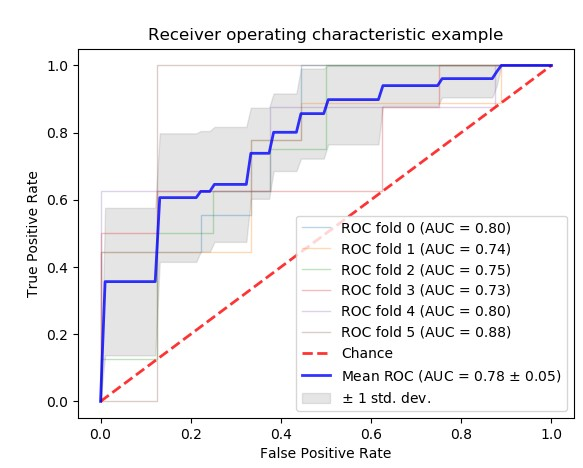 Receiver operating characteristic example
True Positive Rate
1.0
0.8
0.6
0.4
0.2
0.0
ROC fold 0 (AUC = 0.80)
ROC fold 1 (AUC = 0.74)
ROC fold 2 (AUC = 0.75)
ROC fold 3 (AUC = 0.73)
ROC fold 4 (AUC = 0.80)
ROC fold 5 (AUC = 0.88)
Chance
Mean ROC (AUC = 0.78 ± 0.05)
± 1 std. dev.
0.0 0.2 0.4 0.6 0.8 1.0
False Positive Rate